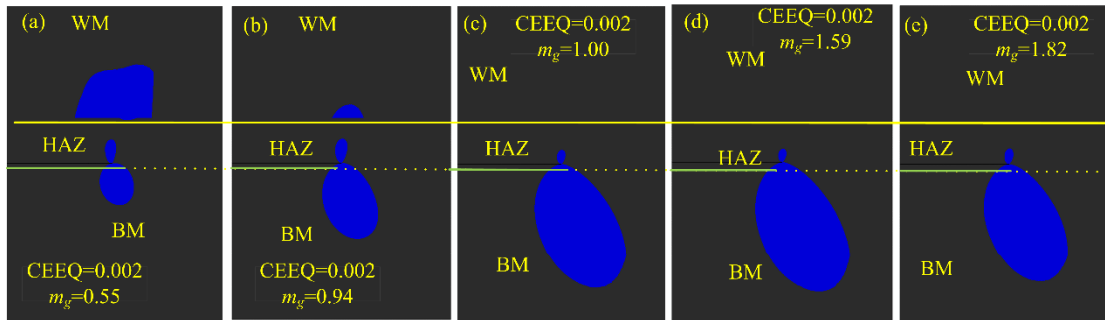 (a)
WM
HAZ
BM
CEEQ=0.002
mg=0.55
(b)
WM
HAZ
BM
CEEQ=0.002
mg=0.94
(c)
CEEQ=0.002
mg=1.00
WM
HAZ
BM
(d)
CEEQ=0.002
mg=1.59
WM
HAZ
BM
(e)
CEEQ=0.002
mg=1.82
WM
HAZ
BM